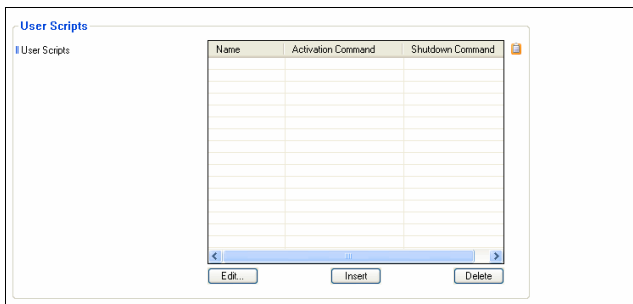 User Scripts
User Scripts
Name Activation Command Shutdown Command
Edit... Insert Delete